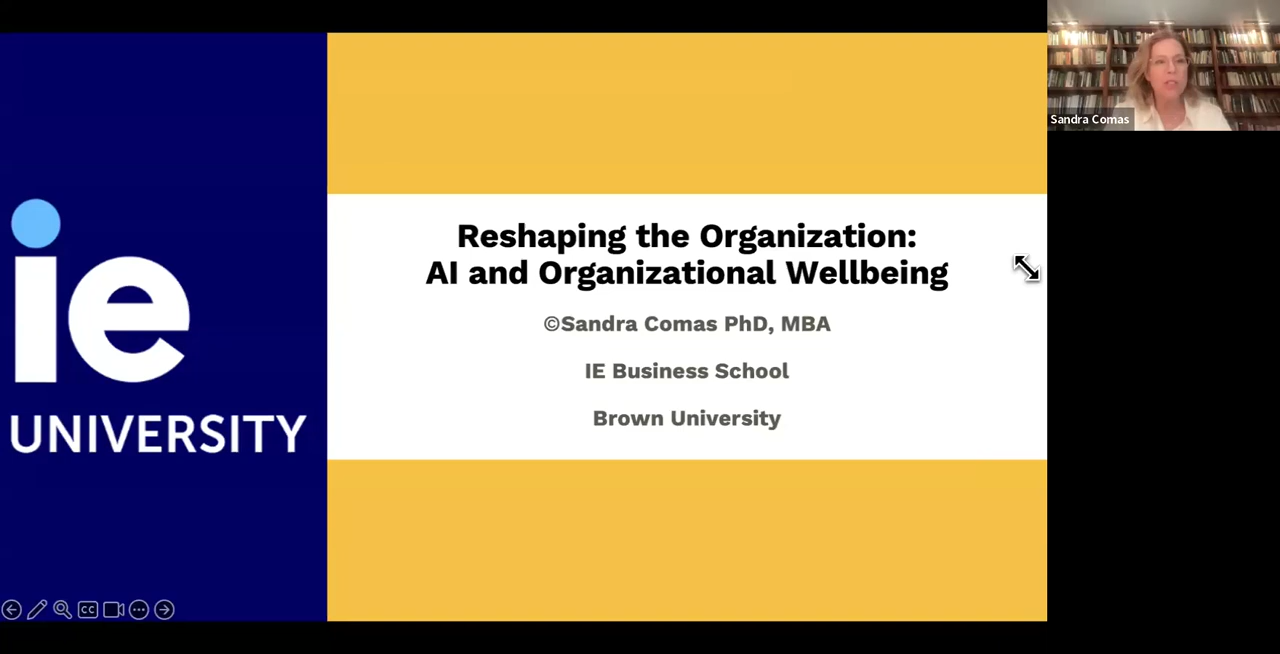 ie
UNIVERSITY
Reshaping the Organization:
AI and Organizational Wellbeing
©Sandra Comas PhD, MBA
IE Business School
Brown University
CC
Sandra Comas